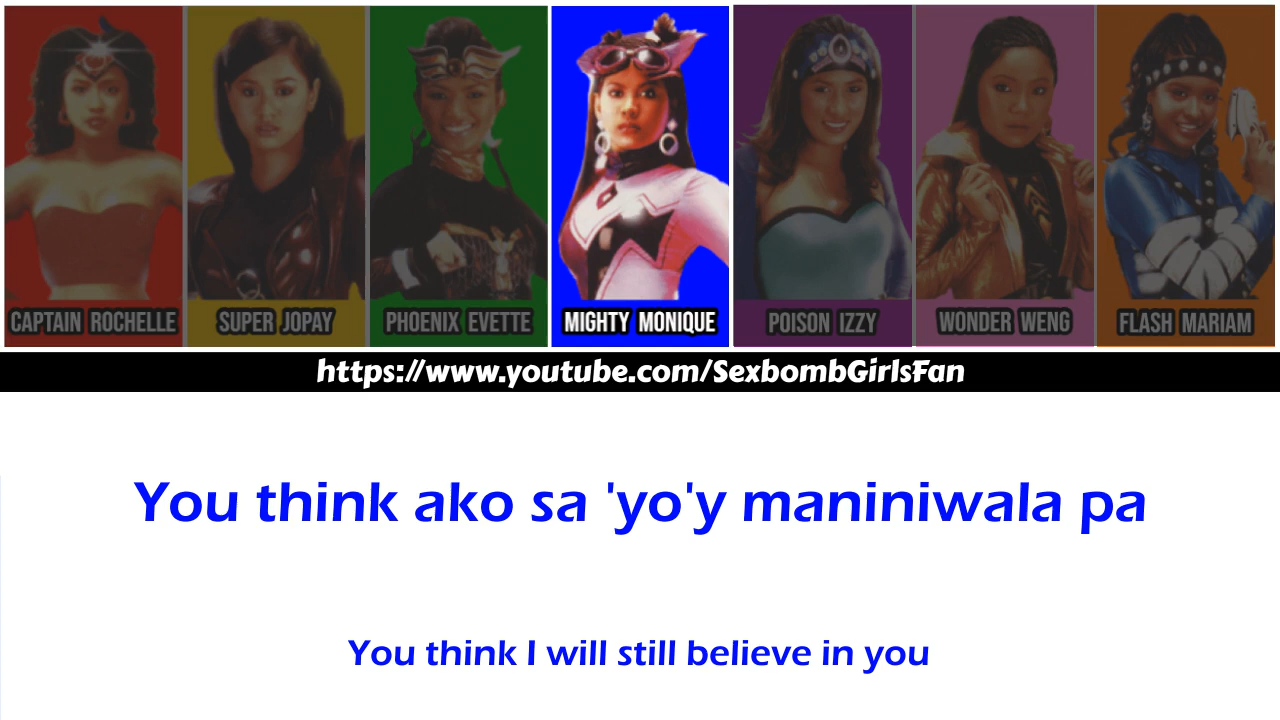 CAPTAIN ROCHELLE SUPER JOPAY PHOENIX EVETTE MIGHTY MONIQUE POISON IZZY WONDER WENG FLASH MARIAM
https://www.youtube.com/SexbombGirlsFan
You think ako sa 'yo'y maniniwala pa
You think I will still believe in you